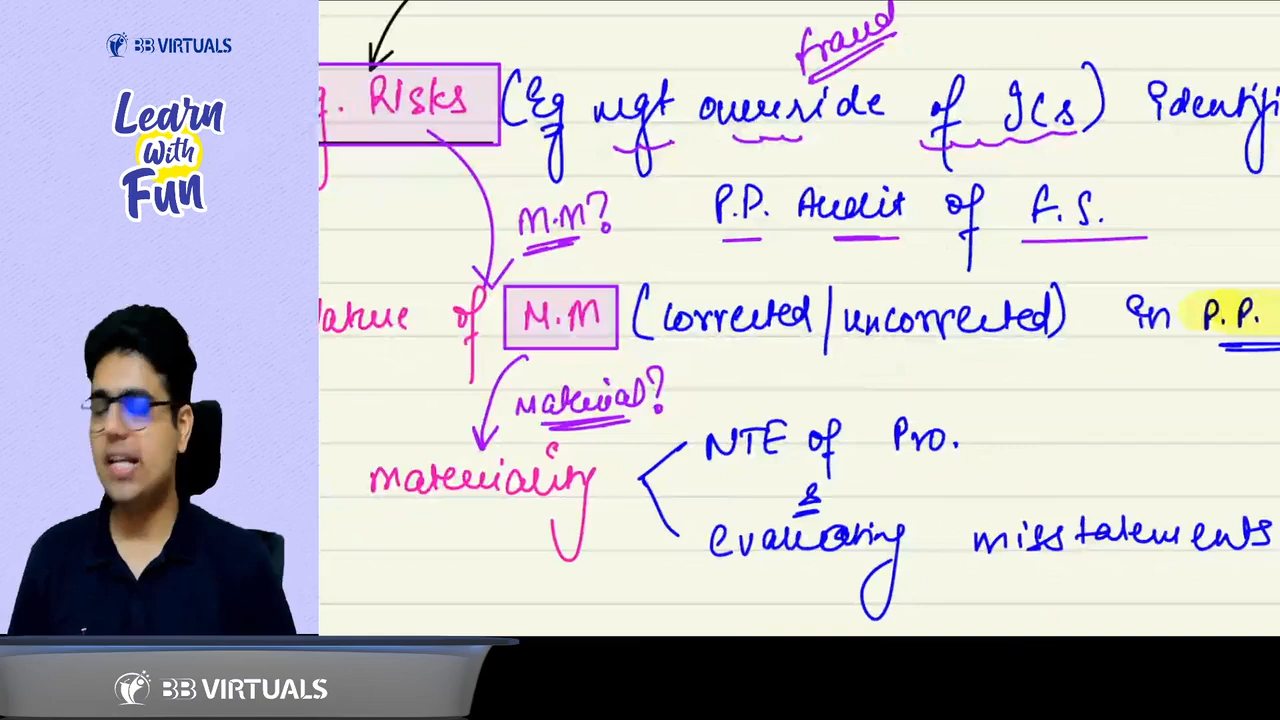 BB VIRTUALS
Learn
With
Fun
fraud
g. Risks (Eg mgt override of ICs) identifi
M.M? P.P. Audit of F.S.
Nature of M.M (corrected/uncorrected) in P.P.
Material?
materiality
NTE of Pro.
&
evaluating misstatements
BB VIRTUALS